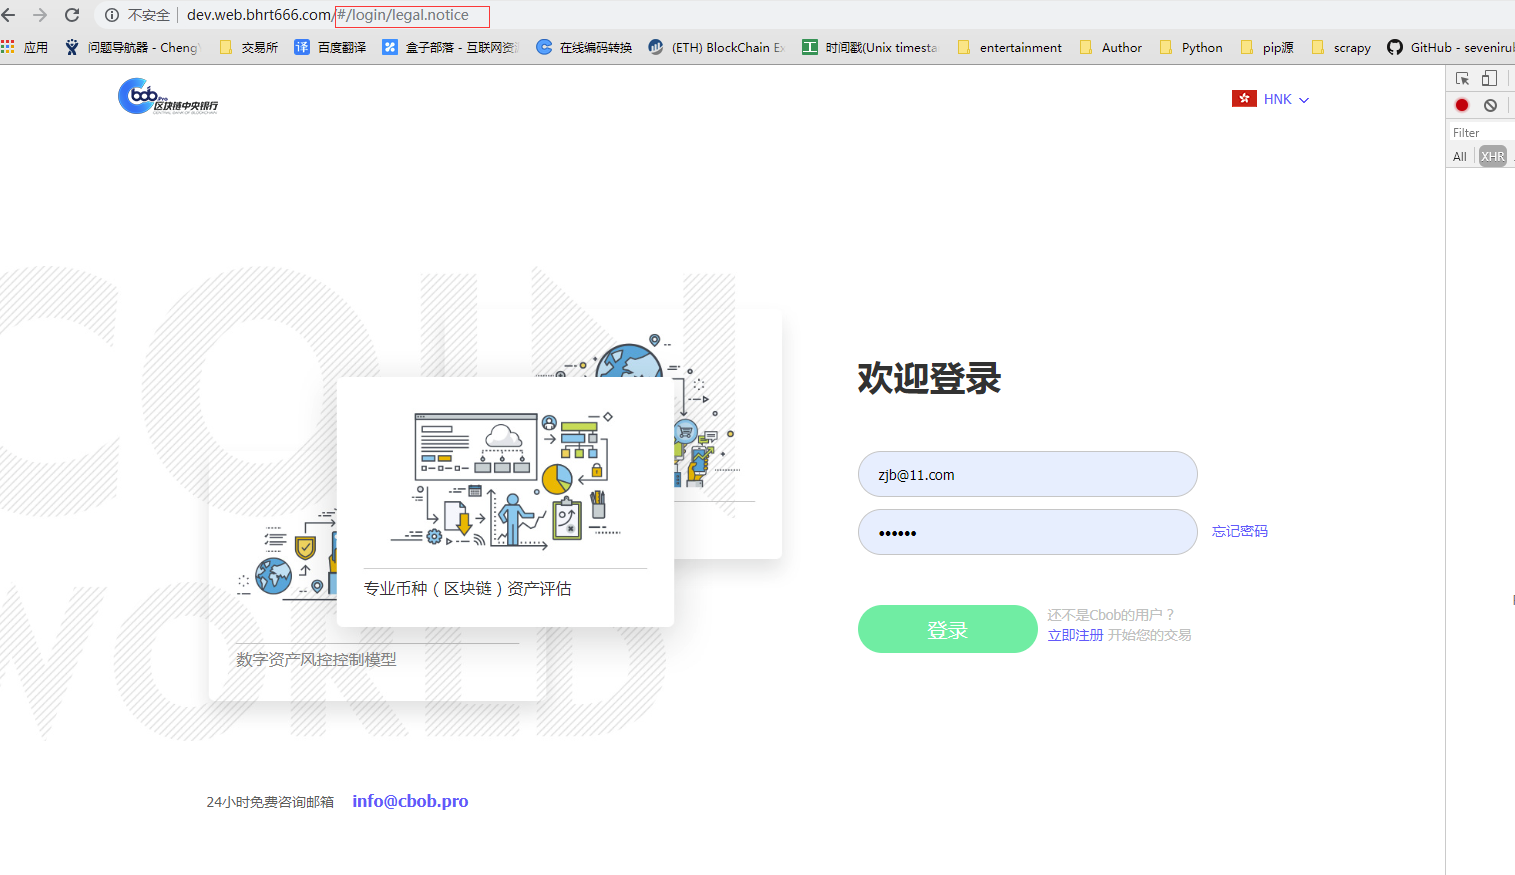 不安全 dev.web.bhrt666.com/#/login/legal.notice
应用 问题导航器 - Cheng 交易所 百度翻译 盒子部落 - 互联网资 在线编码转换 (ETH) BlockChain Ex 时间戳(Unix timesta entertainment Author Python pip源 scrapy GitHub - seveniru
Cbob Pro 区块链中央银行
HNK
Filter
All XHR
COIN
WORLD
欢迎登录
zjb@11.com
•••••• 忘记密码
专业币种（区块链）资产评估
数字资产风控控制模型
登录
还不是Cbob的用户？
立即注册 开始您的交易
24小时免费咨询邮箱 info@cbob.pro